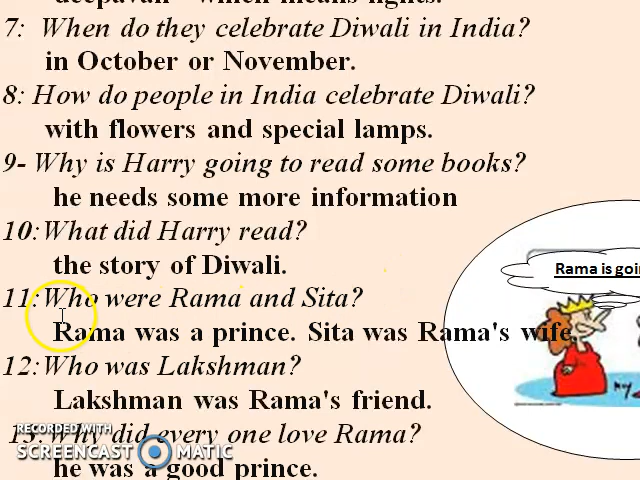 deepavali" which means lights.
7: When do they celebrate Diwali in India?
in October or November.
8: How do people in India celebrate Diwali?
with flowers and special lamps.
9- Why is Harry going to read some books?
he needs some more information
10: What did Harry read?
the story of Diwali.
Rama is goi
11: Who were Rama and Sita?
Rama was a prince. Sita was Rama's wife.
12: Who was Lakshman?
Lakshman was Rama's friend.
13: Why did every one love Rama?
he was a good prince.
RECORDED WITH
SCREENCAST MATIC